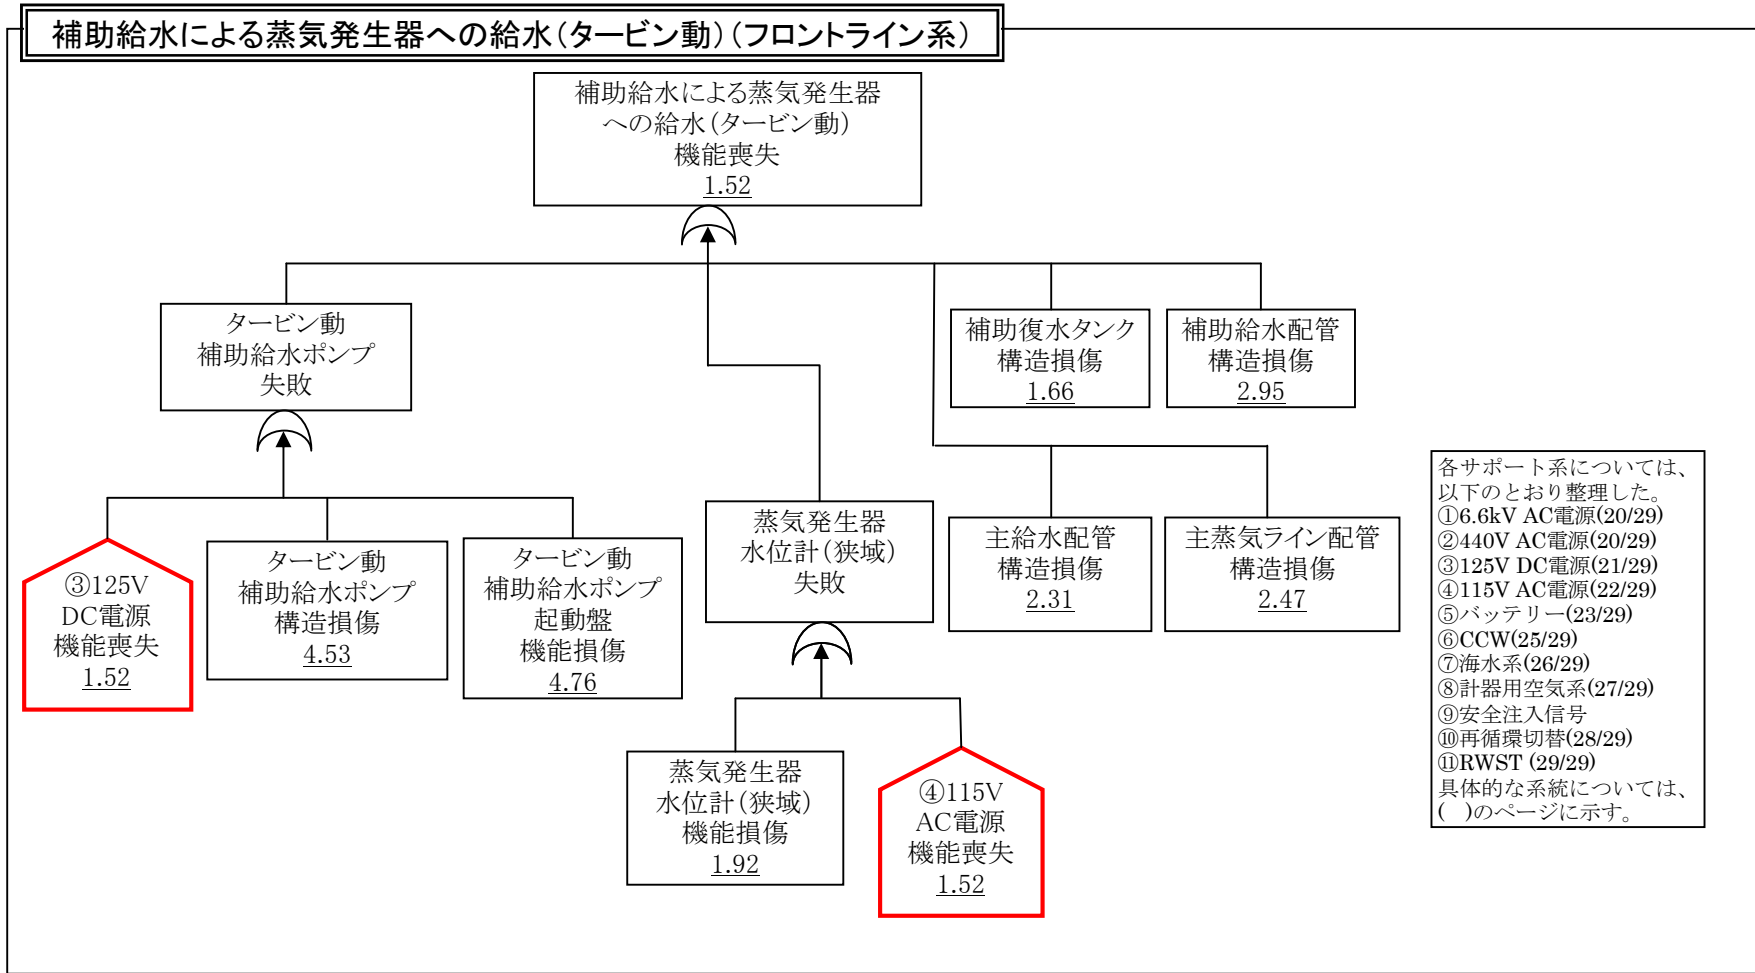 補助給水による蒸気発生器への給水(タービン動)(フロントライン系)
補助給水による蒸気発生器
への給水(タービン動)
機能喪失
1.52
タービン動
補助給水ポンプ
失敗
補助復水タンク
構造損傷
1.66
補助給水配管
構造損傷
2.95
③125V
DC電源
機能喪失
1.52
タービン動
補助給水ポンプ
構造損傷
4.53
タービン動
補助給水ポンプ
起動盤
機能損傷
4.76
蒸気発生器
水位計(狭域)
失敗
主給水配管
構造損傷
2.31
主蒸気ライン配管
構造損傷
2.47
蒸気発生器
水位計(狭域)
機能損傷
1.92
④115V
AC電源
機能喪失
1.52
各サポート系については、
以下のとおり整理した。
①6.6kV AC電源(20/29)
②440V AC電源(20/29)
③125V DC電源(21/29)
④115V AC電源(22/29)
⑤バッテリー(23/29)
⑥CCW(25/29)
⑦海水系(26/29)
⑧計器用空気系(27/29)
⑨安全注入信号
⑩再循環切替(28/29)
⑪RWST (29/29)
具体的な系統については、
( )のページに示す。